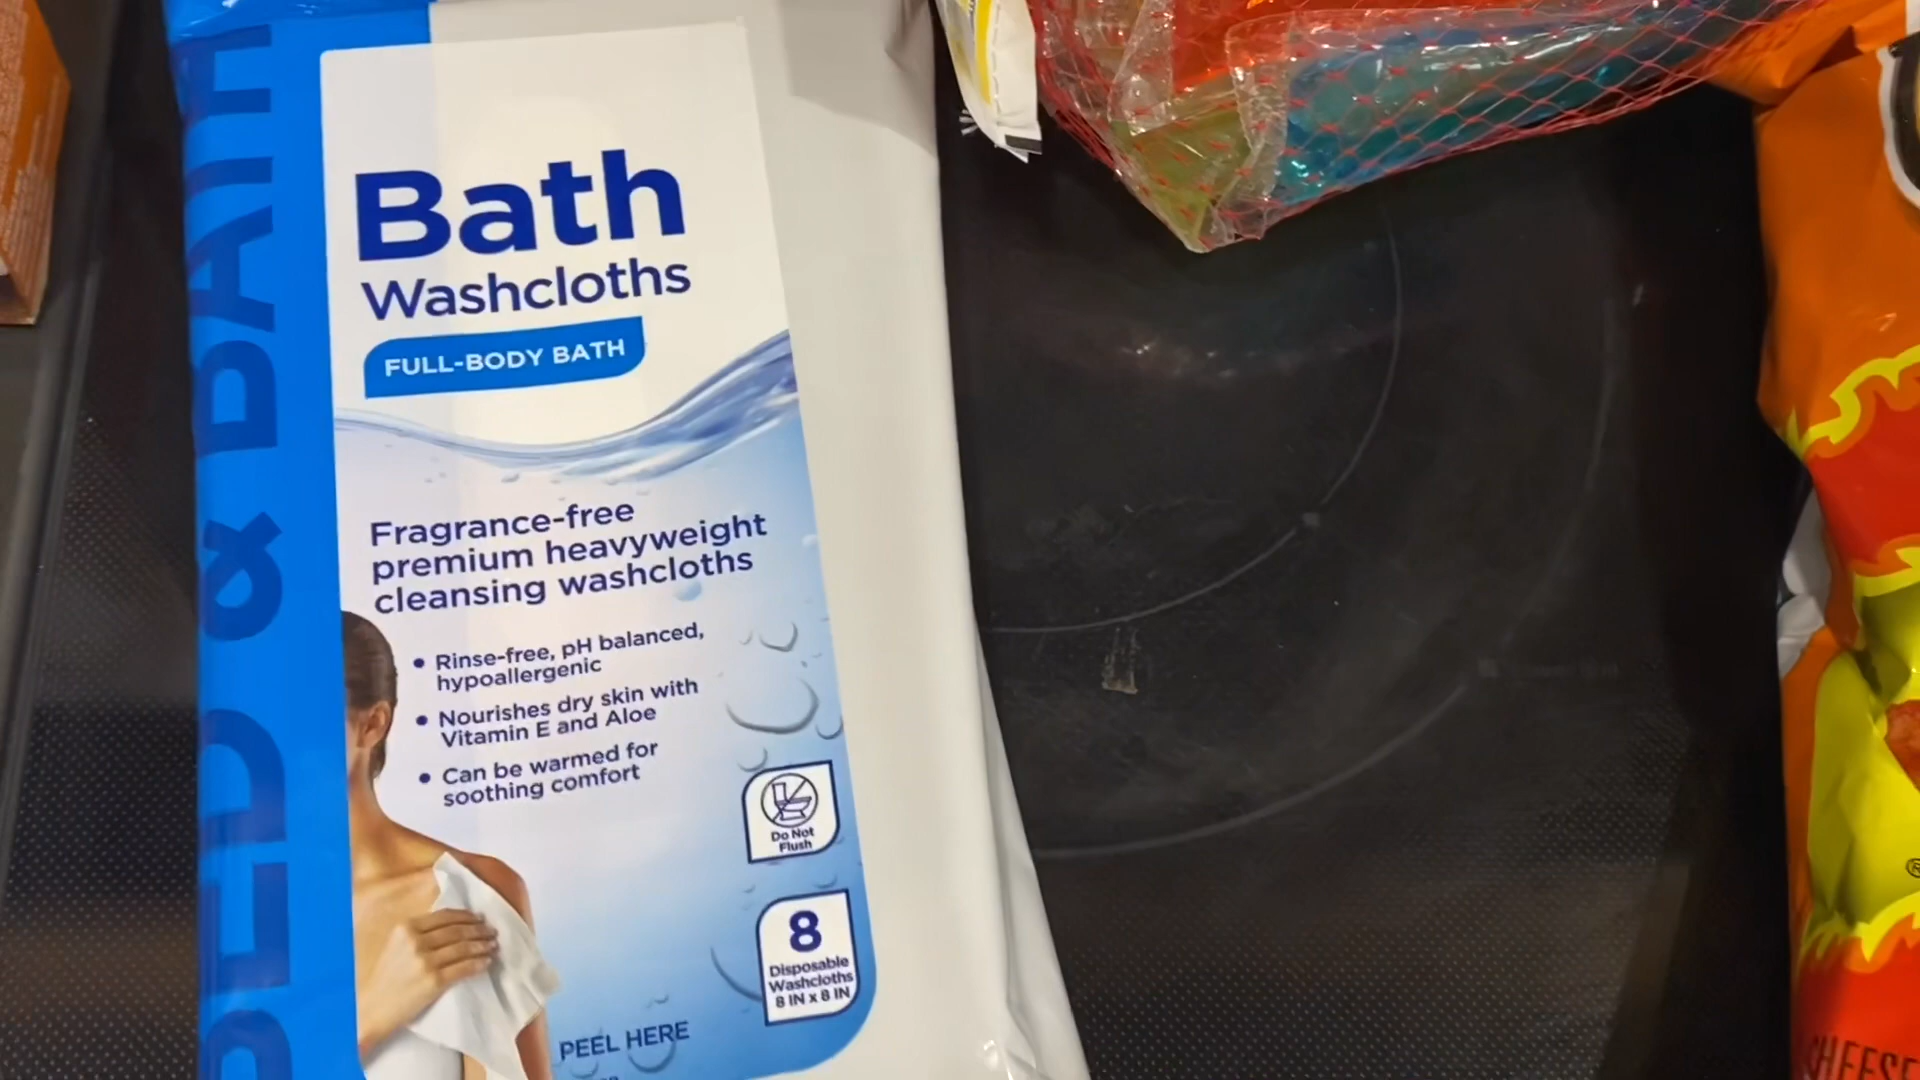 BED & BATH
Bath
Washcloths
FULL-BODY BATH
Fragrance-free
premium heavyweight
cleansing washcloths
• Rinse-free, pH balanced,
hypoallergenic
• Nourishes dry skin with
Vitamin E and Aloe
• Can be warmed for
soothing comfort
Do Not
Flush
8
Disposable
Washcloths
8 IN x 8 IN
PEEL HERE
CHEESE